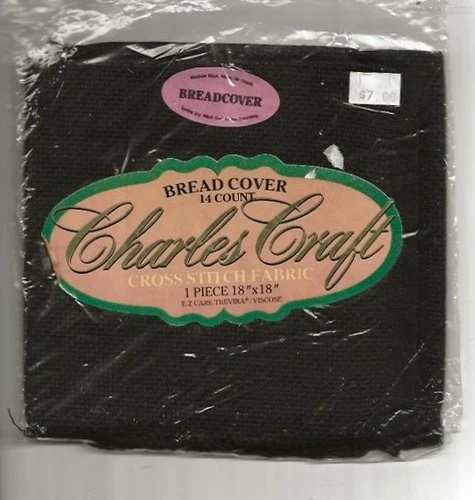 BREADCOVER
$7.00
BREAD COVER
14 COUNT
Charles Craft
CROSS STITCH FABRIC
1 PIECE 18"x18"
E-Z CARE TREVIRA®/VISCOSE